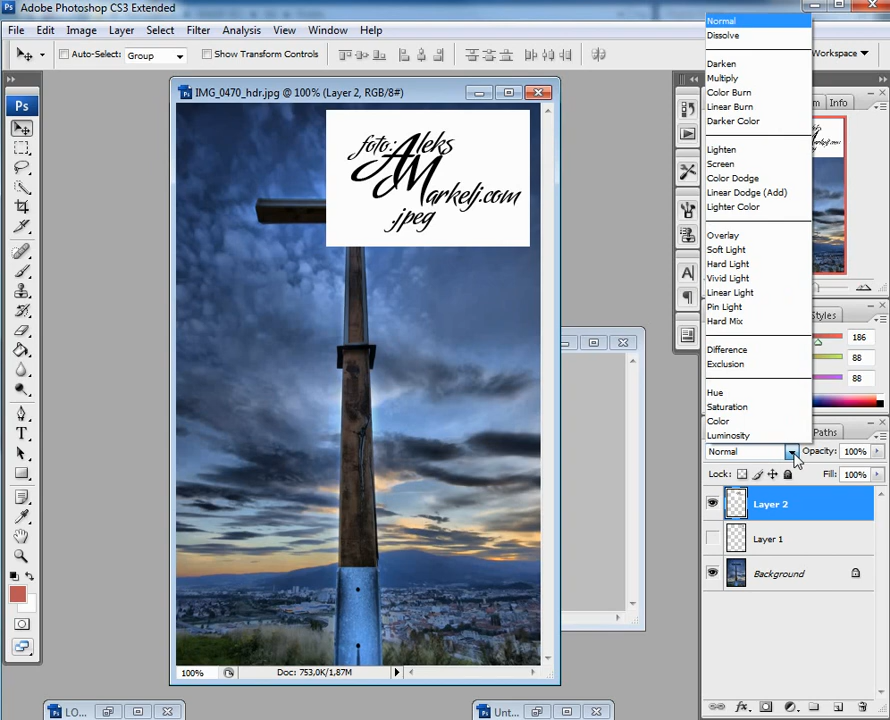 Adobe Photoshop CS3 Extended
File Edit Image Layer Select Filter Analysis View Window Help
Auto-Select: Group Show Transform Controls Workspace
Ps
IMG_0470_hdr.jpg @ 100% (Layer 2, RGB/8#)
foto: Aleks
Markelj.com
.jpeg
100% Doc: 753,0K/1,87M
Normal
Dissolve
Darken
Multiply
Color Burn
Linear Burn
Darker Color
Lighten
Screen
Color Dodge
Linear Dodge (Add)
Lighter Color
Overlay
Soft Light
Hard Light
Vivid Light
Linear Light
Pin Light
Hard Mix
Difference
Exclusion
Hue
Saturation
Color
Luminosity
Info
Styles
186
88
88
Paths
Normal Opacity: 100%
Lock: Fill: 100%
Layer 2
Layer 1
Background
LO...
Unt...